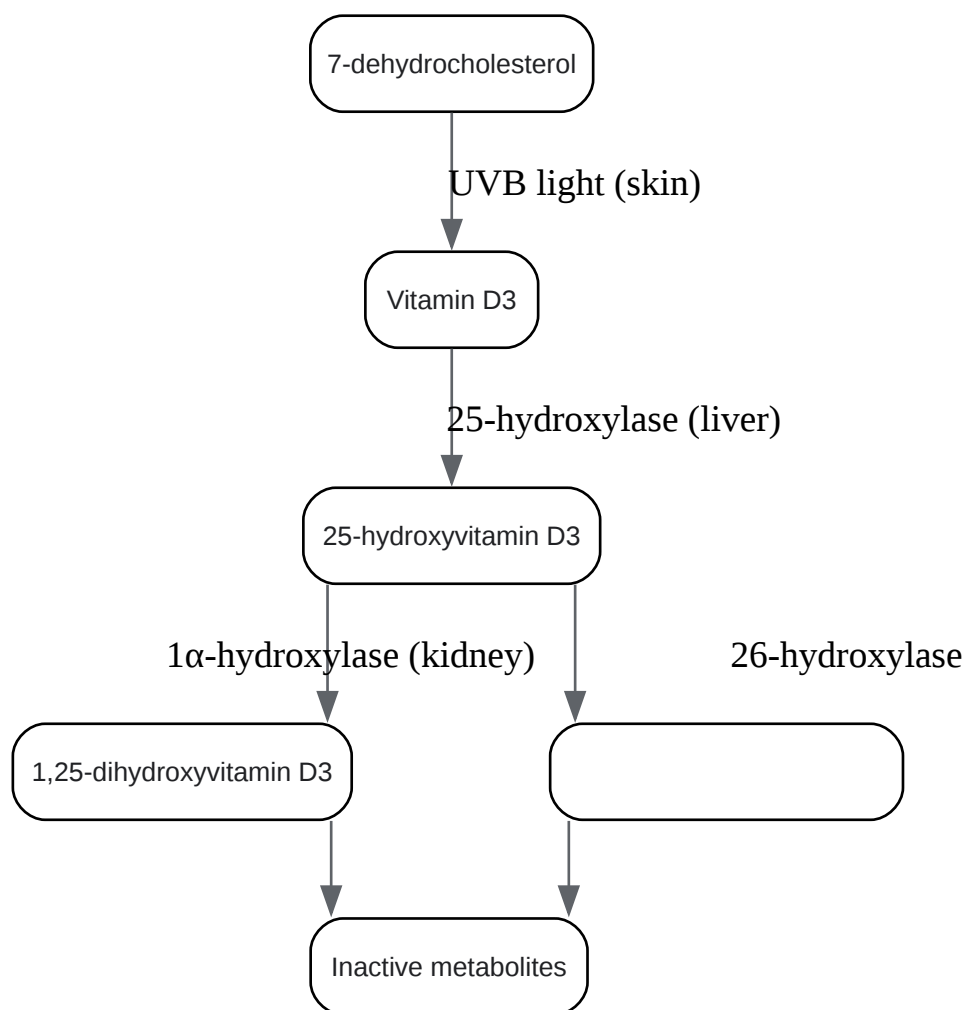 7-dehydrocholesterol
UVB light (skin)
Vitamin D3
25-hydroxylase (liver)
25-hydroxyvitamin D3
1α-hydroxylase (kidney)
26-hydroxylase
1,25-dihydroxyvitamin D3
Inactive metabolites